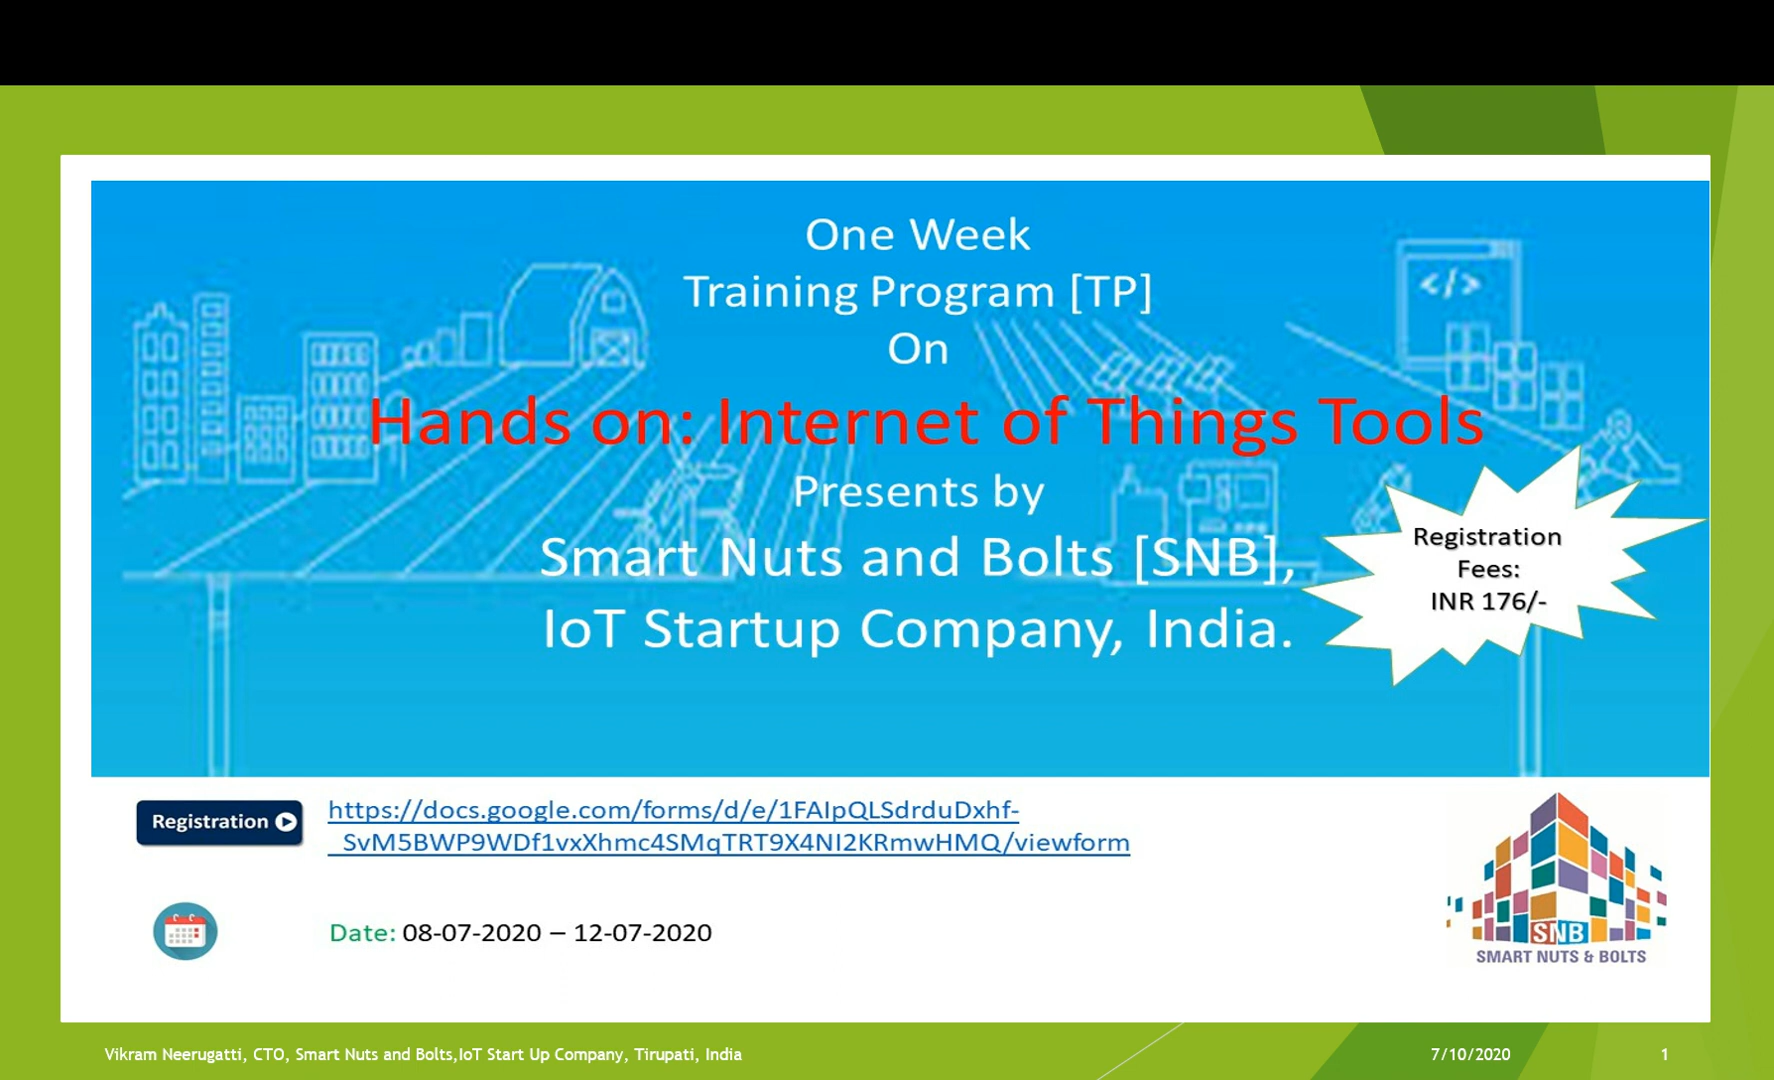 One Week
Training Program [TP]
On
Hands on: Internet of Things Tools
Presents by
Smart Nuts and Bolts [SNB],
IoT Startup Company, India.
</>
Registration
Fees:
INR 176/-
Registration
https://docs.google.com/forms/d/e/1FAIpQLSdrduDxhf-
_SvM5BWP9WDf1vxXhmc4SMqTRT9X4NI2KRmwHMQ/viewform
Date: 08-07-2020 – 12-07-2020
SNB
SMART NUTS & BOLTS
Vikram Neerugatti, CTO, Smart Nuts and Bolts,IoT Start Up Company, Tirupati, India
7/10/2020
1